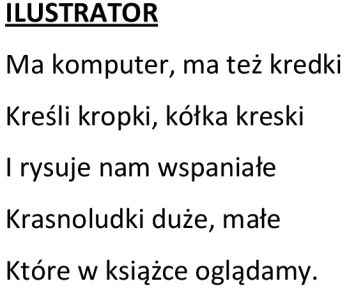 ILUSTRATOR
Ma komputer, ma też kredki
Kreśli kropki, kółka kreski
I rysuje nam wspaniałe
Krasnoludki duże, małe
Które w książce oglądamy.